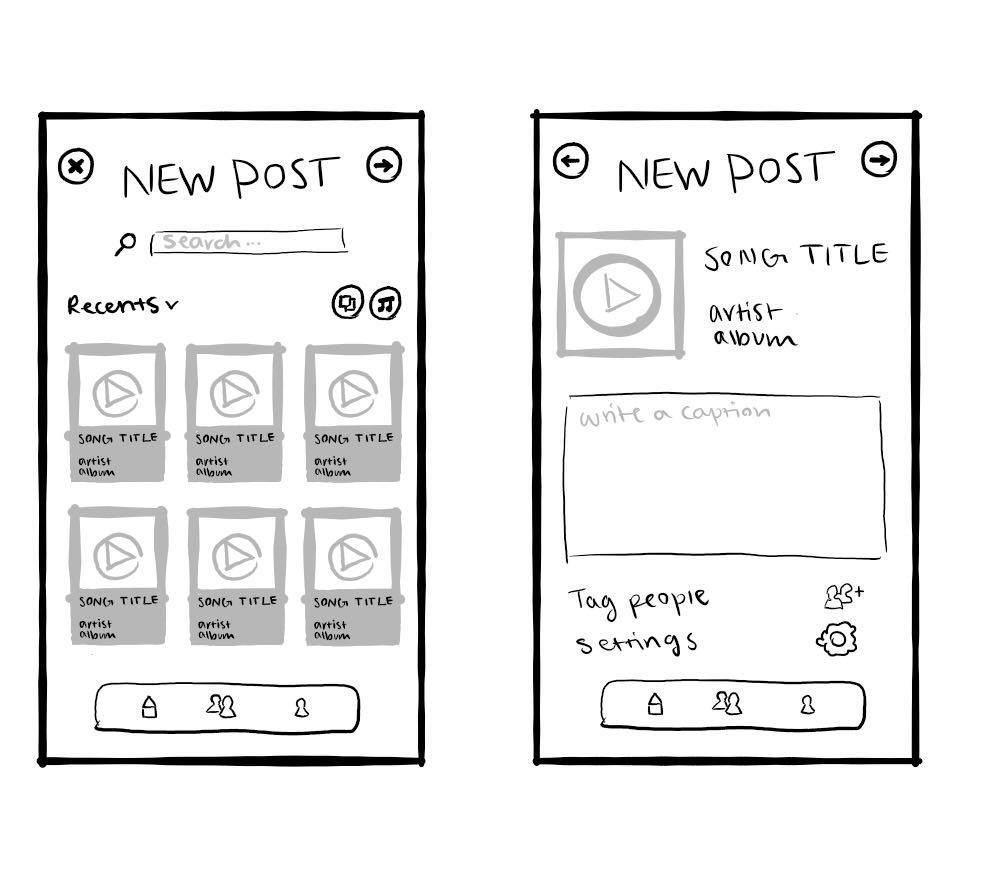 NEW POST
search...
Recents
SONG TITLE
artist
album
SONG TITLE
artist
album
SONG TITLE
artist
album
SONG TITLE
artist
album
SONG TITLE
artist
album
SONG TITLE
artist
album
NEW POST
SONG TITLE
artist
album
write a caption
Tag people
settings